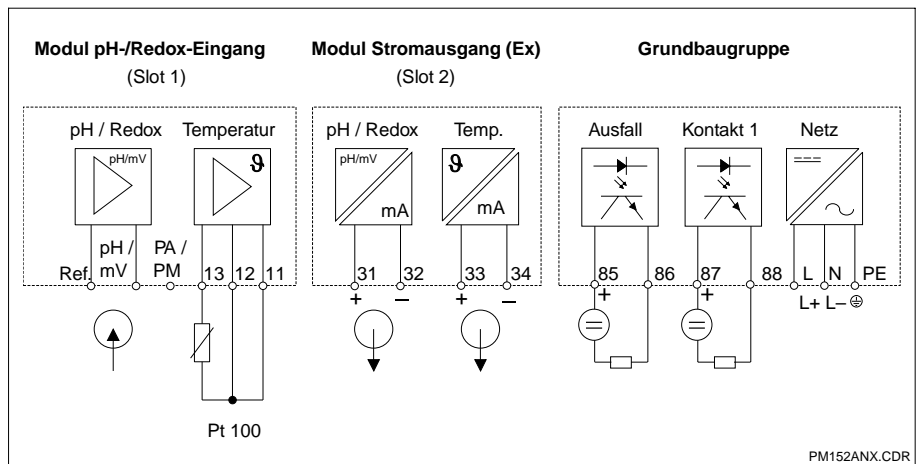 Modul pH-/Redox-Eingang
(Slot 1)
Modul Stromausgang (Ex)
(Slot 2)
Grundbaugruppe
pH / Redox
Temperatur
pH / Redox
Temp.
Ausfall
Kontakt 1
Netz
pH/mV
ϑ
pH/mV
mA
ϑ
mA
Ref.
pH /
mV
PA /
PM
13
12
11
31
32
33
34
85
86
87
88
L
N
PE
+
–
+
–
+
+
L+
L–
Pt 100
PM152ANX.CDR